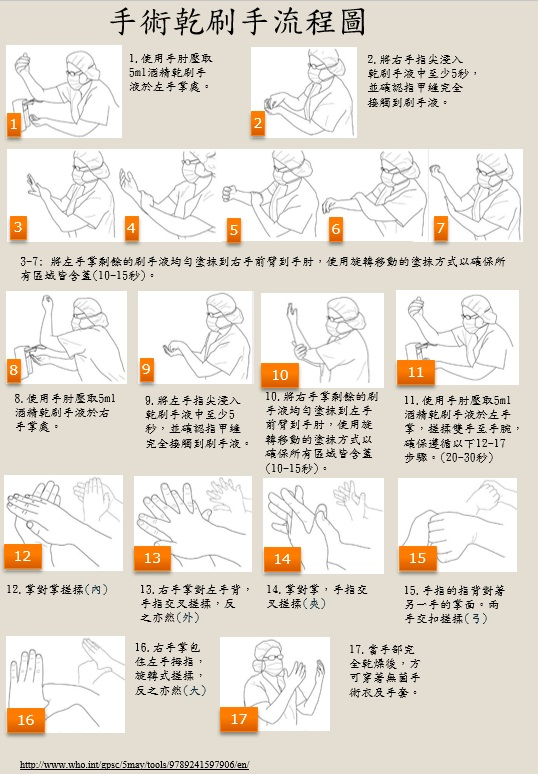 手術乾刷手流程圖
1.使用手肘壓取
5ml酒精乾刷手
液於左手掌處。
2.將右手指尖浸入
乾刷手液中至少5秒，
並確認指甲縫完全
接觸到刷手液。
1
2
3
4
5
6
7
3-7: 將左手掌剩餘的刷手液均勻塗抹到右手前臂到手肘，使用旋轉移動的塗抹方式以確保所
有區域皆含蓋(10-15秒)。
8
9
10
11
8.使用手肘壓取5ml
酒精乾刷手液於右
手掌處。
9.將左手指尖浸入
乾刷手液中至少5
秒，並確認指甲縫
完全接觸到刷手液。
10.將右手掌剩餘的刷
手液均勻塗抹到左手
前臂到手肘，使用旋
轉移動的塗抹方式以
確保所有區域皆含蓋
(10-15秒)。
11.使用手肘壓取5ml
酒精乾刷手液於左手
掌，搓揉雙手至手腕，
確保遵循以下12-17
步驟。(20-30秒)
12
13
14
15
12.掌對掌搓揉(內)
13.右手掌對左手背，
手指交叉搓揉，反
之亦然(外)
14.掌對掌，手指交
叉搓揉(夾)
15.手指的指背對著
另一手的掌面。兩
手交扣搓揉(弓)
16
16.右手掌包
住左手拇指，
旋轉式搓揉，
反之亦然(大)
17
17.當手部完
全乾燥後，方
可穿著無菌手
術衣及手套。
http://www.who.int/gpsc/5may/tools/9789241597906/en/